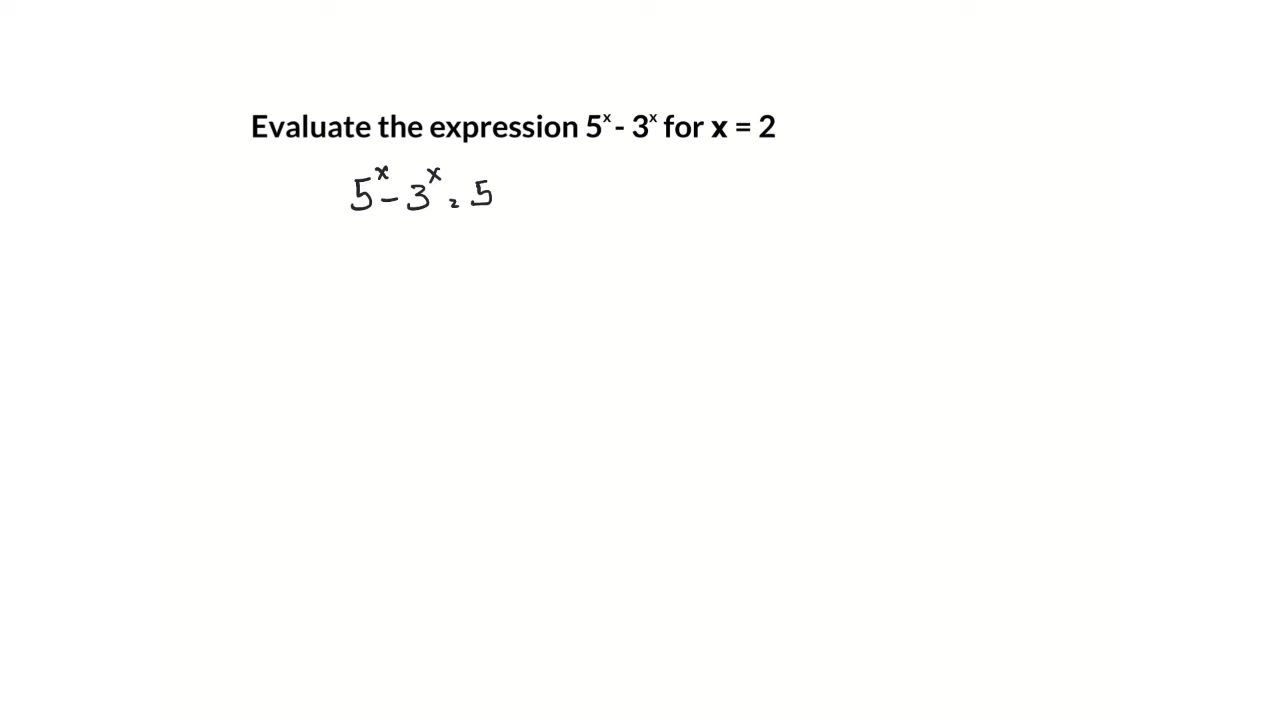 Evaluate the expression 5ˣ - 3ˣ for x = 2
5ˣ - 3ˣ = 5